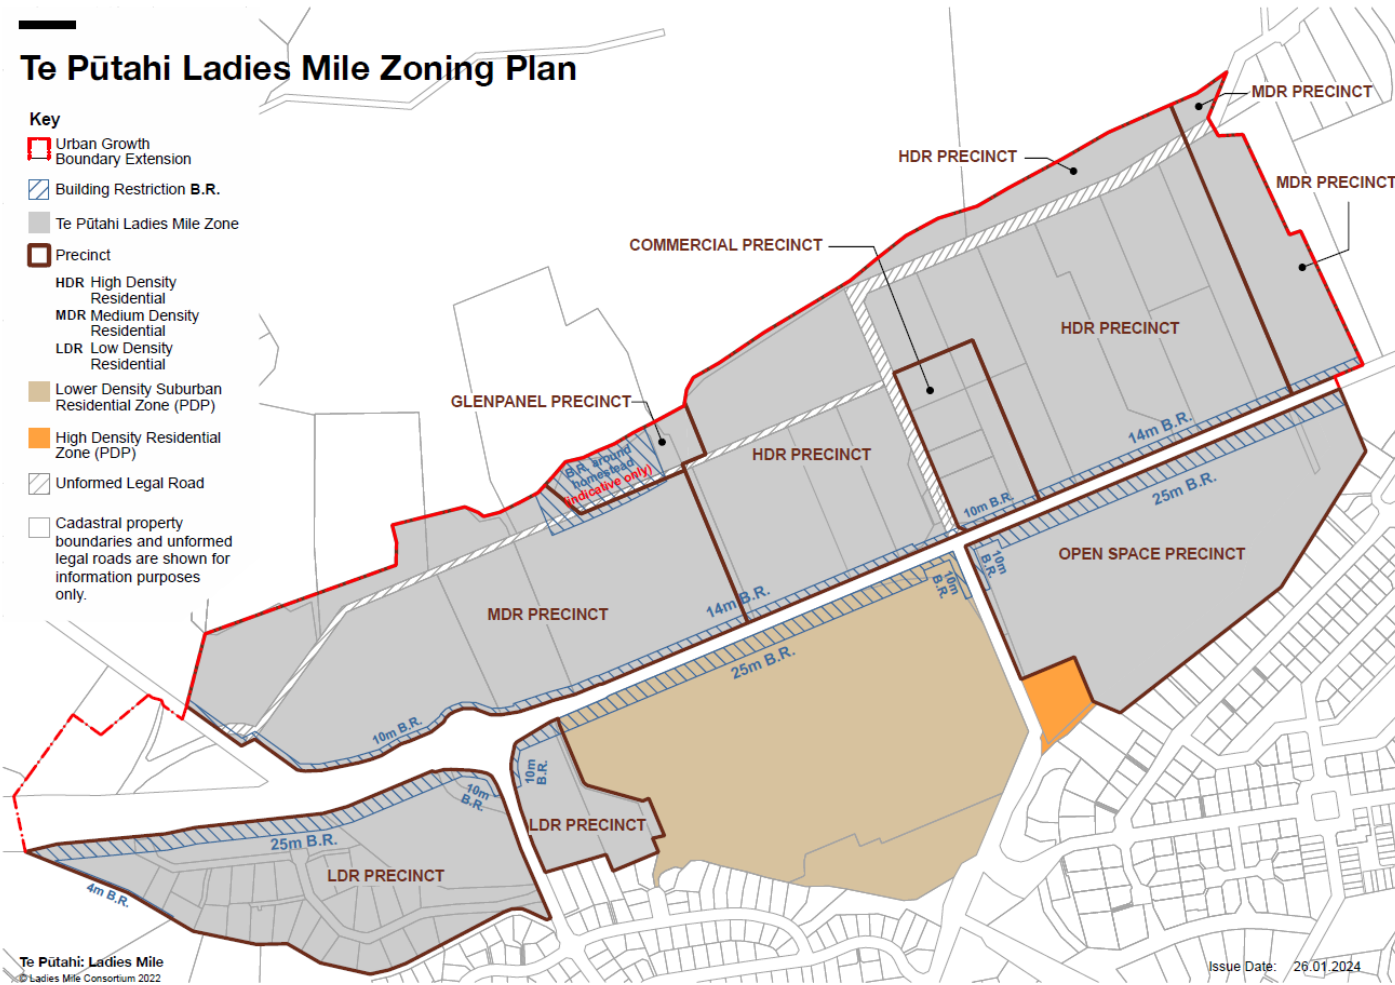 Te Pūtahi Ladies Mile Zoning Plan
Key
Urban Growth
Boundary Extension
Building Restriction B.R.
Te Pūtahi Ladies Mile Zone
Precinct
HDR High Density
Residential
MDR Medium Density
Residential
LDR Low Density
Residential
Lower Density Suburban
Residential Zone (PDP)
High Density Residential
Zone (PDP)
Unformed Legal Road
Cadastral property
boundaries and unformed
legal roads are shown for
information purposes
only.
MDR PRECINCT
HDR PRECINCT
MDR PRECINCT
COMMERCIAL PRECINCT
HDR PRECINCT
GLENPANEL PRECINCT
B.R. around
homestead
(indicative only)
HDR PRECINCT
14m B.R.
10m B.R.
25m B.R.
OPEN SPACE PRECINCT
10m
B.R.
10m
B.R.
MDR PRECINCT
14m B.R.
25m B.R.
10m B.R.
10m
B.R.
10m
B.R.
LDR PRECINCT
25m B.R.
LDR PRECINCT
4m B.R.
Te Pūtahi: Ladies Mile
© Ladies Mile Consortium 2022
Issue Date: 26.01.2024